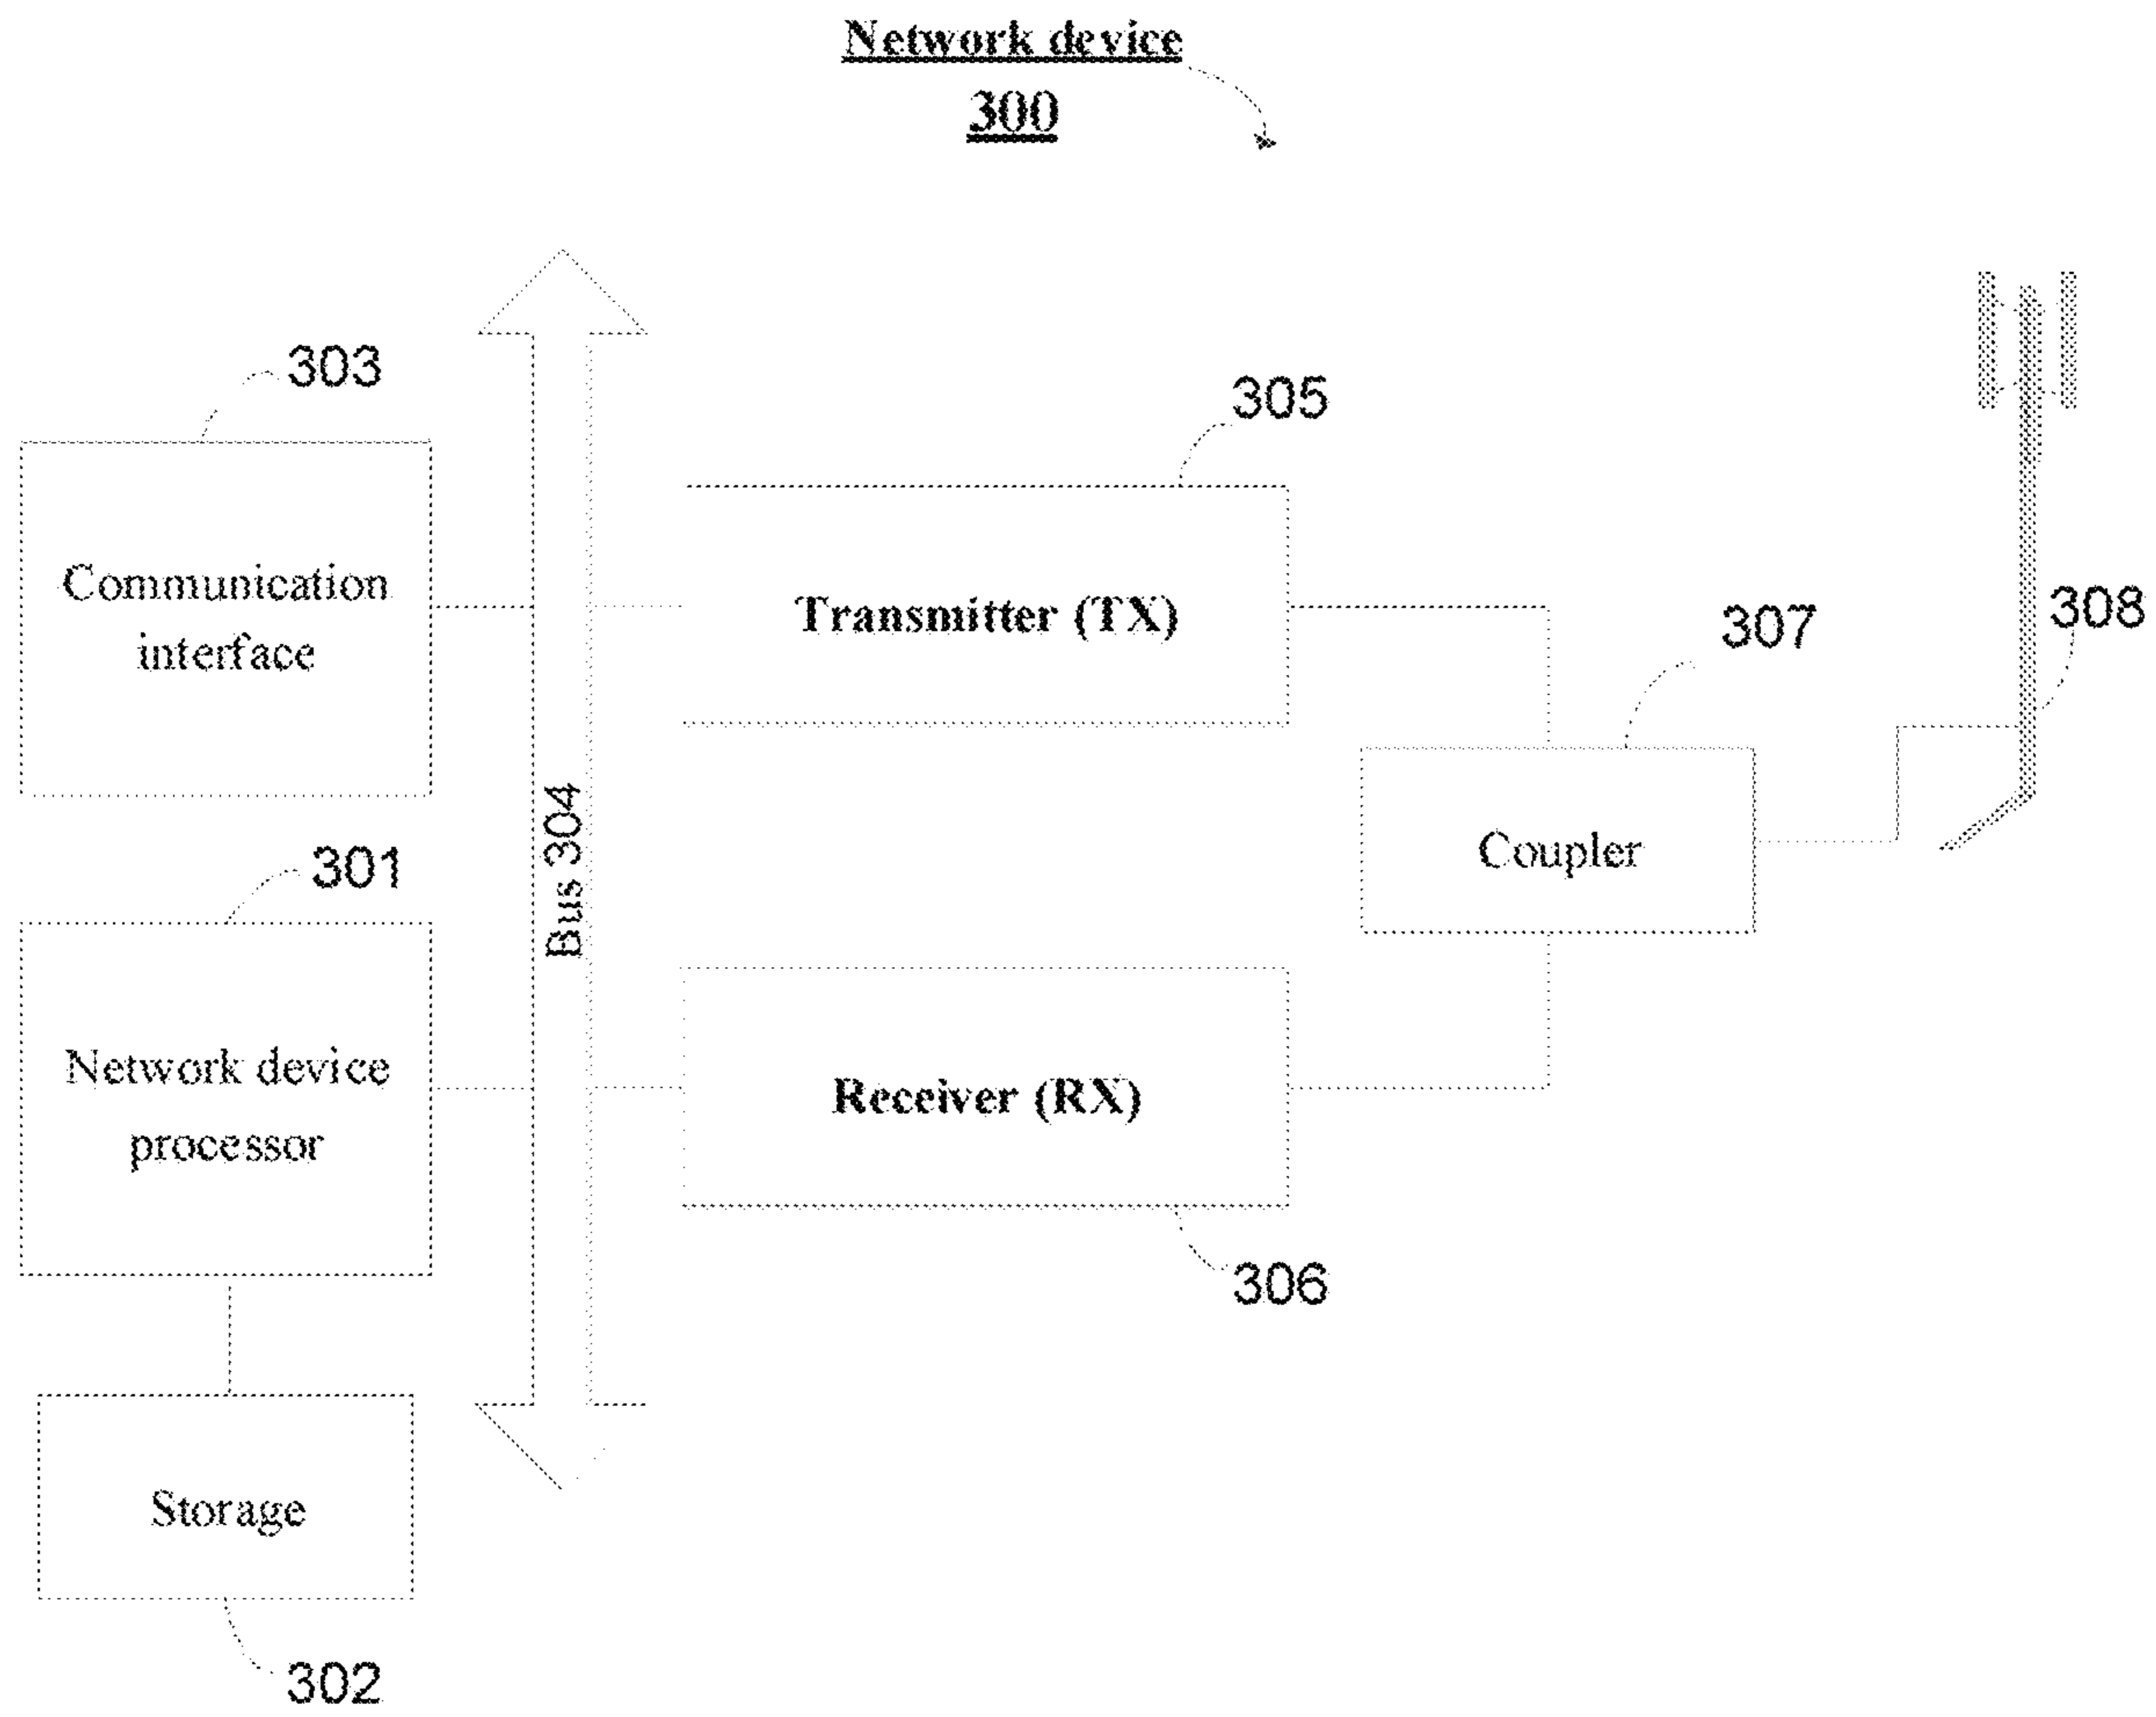 Network device
300
303
305
Communication
interface
Transmitter (TX)
307
308
Bus 304
Coupler
301
Network device
processor
Receiver (RX)
306
Storage
302